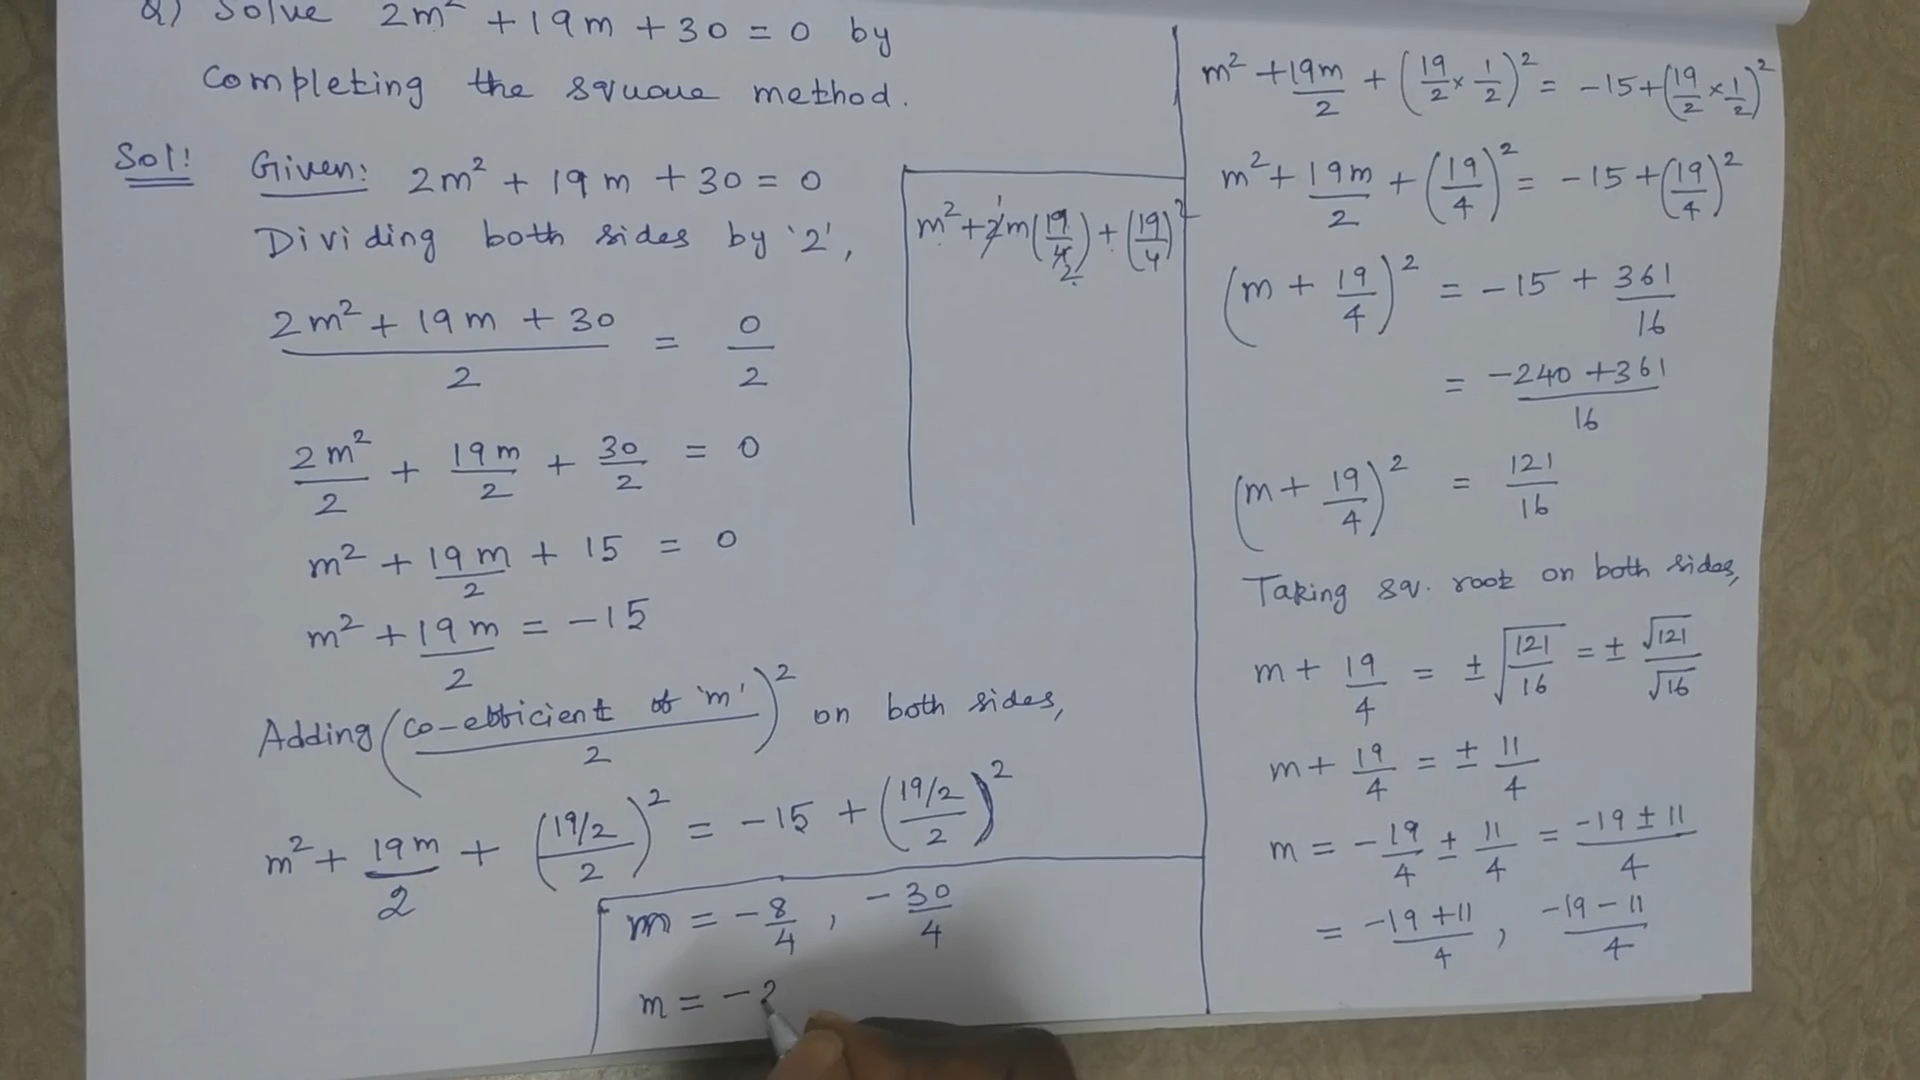 Q) Solve 2m² + 19m + 30 = 0 by
completing the square method.
Sol: Given: 2m² + 19m + 30 = 0
Dividing both sides by '2',
(2m² + 19m + 30)/2 = 0/2
2m²/2 + 19m/2 + 30/2 = 0
m² + 19m/2 + 15 = 0
m² + 19m/2 = -15
Adding (co-efficient of 'm'/2)² on both sides,
m² + 19m/2 + ((19/2)/2)² = -15 + ((19/2)/2)²
m² + 2m(19/4) + (19/4)²
1
2
m² + 19m/2 + (19/2 × 1/2)² = -15 + (19/2 × 1/2)²
m² + 19m/2 + (19/4)² = -15 + (19/4)²
(m + 19/4)² = -15 + 361/16
= (-240 + 361)/16
(m + 19/4)² = 121/16
Taking sq. root on both sides,
m + 19/4 = ±√(121/16) = ± √121/√16
m + 19/4 = ± 11/4
m = -19/4 ± 11/4 = (-19 ± 11)/4
= (-19 + 11)/4 , (-19 - 11)/4
m = -8/4 , -30/4
m = -2